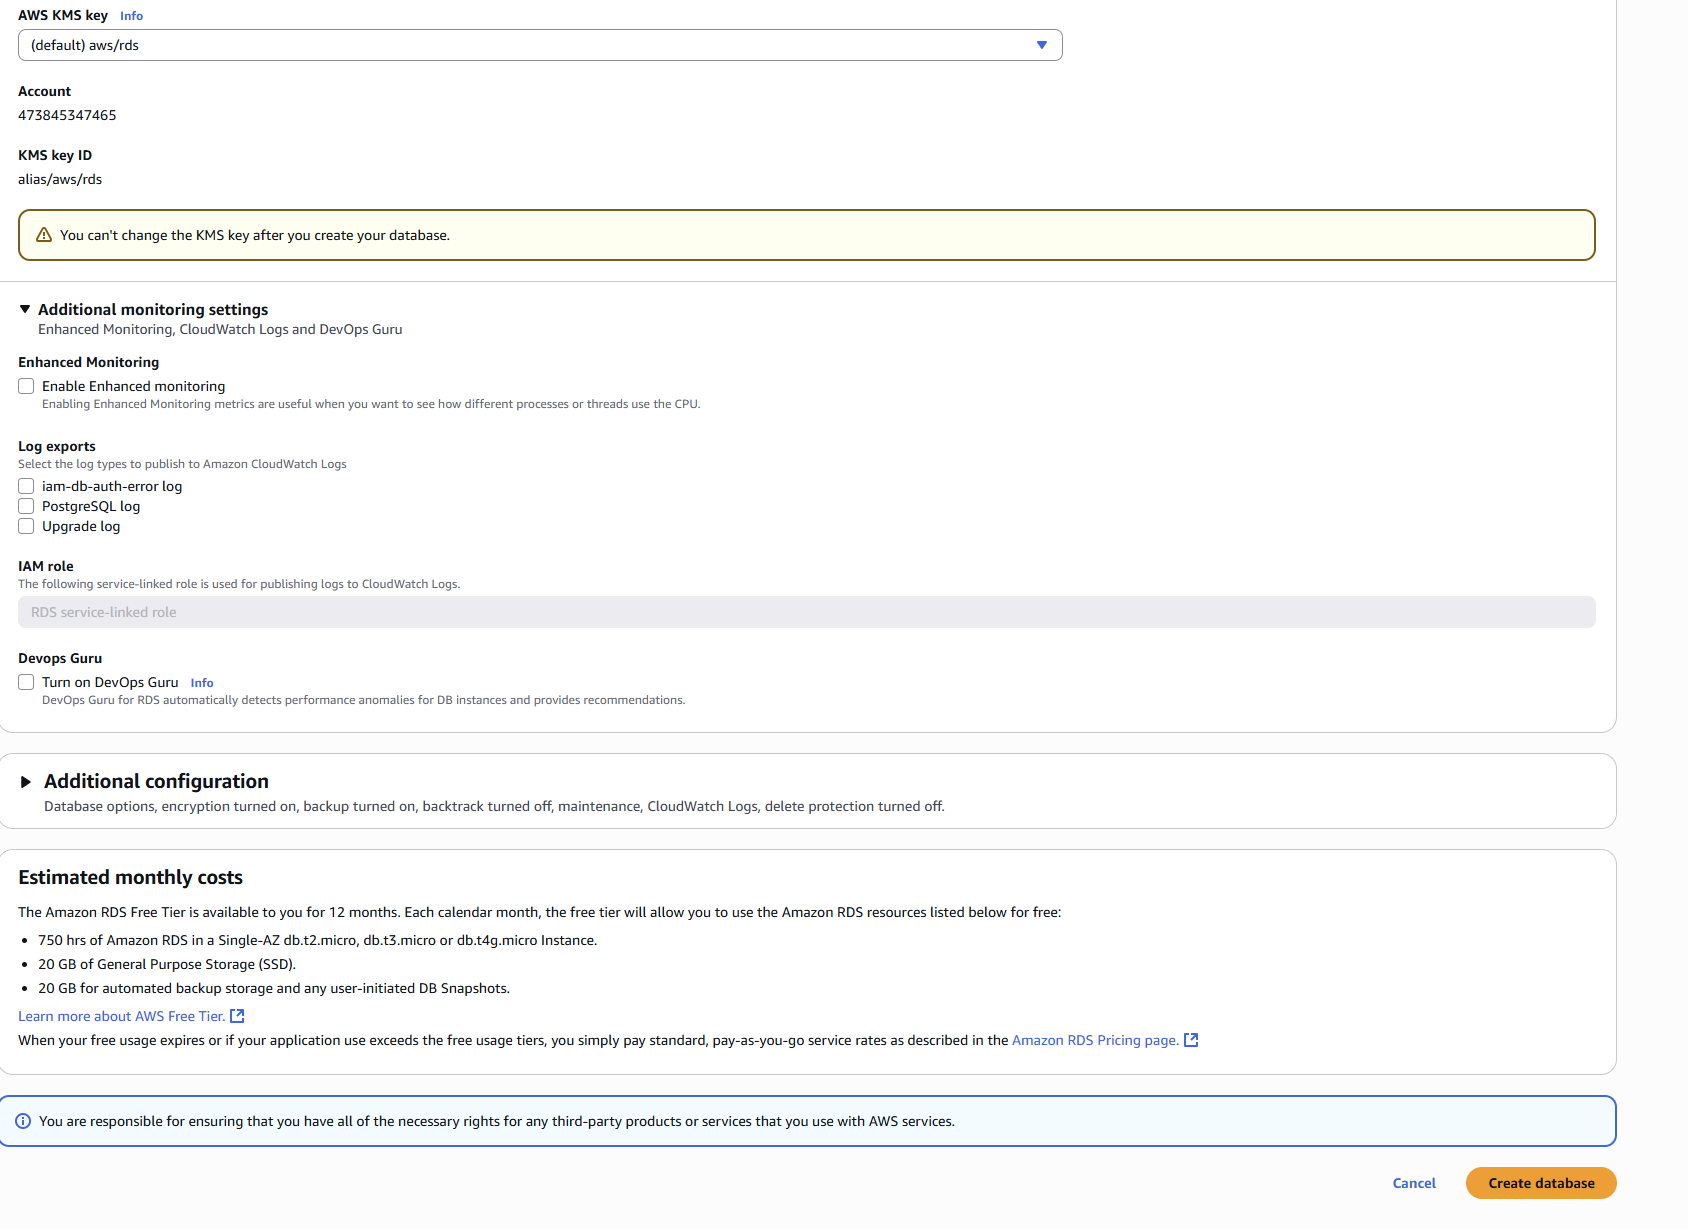 AWS KMS key Info
(default) aws/rds
Account
473845347465
KMS key ID
alias/aws/rds
You can't change the KMS key after you create your database.
Additional monitoring settings
Enhanced Monitoring, CloudWatch Logs and DevOps Guru
Enhanced Monitoring
Enable Enhanced monitoring
Enabling Enhanced Monitoring metrics are useful when you want to see how different processes or threads use the CPU.
Log exports
Select the log types to publish to Amazon CloudWatch Logs
iam-db-auth-error log
PostgreSQL log
Upgrade log
IAM role
The following service-linked role is used for publishing logs to CloudWatch Logs.
RDS service-linked role
Devops Guru
Turn on DevOps Guru Info
DevOps Guru for RDS automatically detects performance anomalies for DB instances and provides recommendations.
Additional configuration
Database options, encryption turned on, backup turned on, backtrack turned off, maintenance, CloudWatch Logs, delete protection turned off.
Estimated monthly costs
The Amazon RDS Free Tier is available to you for 12 months. Each calendar month, the free tier will allow you to use the Amazon RDS resources listed below for free:
• 750 hrs of Amazon RDS in a Single-AZ db.t2.micro, db.t3.micro or db.t4g.micro Instance.
• 20 GB of General Purpose Storage (SSD).
• 20 GB for automated backup storage and any user-initiated DB Snapshots.
Learn more about AWS Free Tier.
When your free usage expires or if your application use exceeds the free usage tiers, you simply pay standard, pay-as-you-go service rates as described in the Amazon RDS Pricing page.
You are responsible for ensuring that you have all of the necessary rights for any third-party products or services that you use with AWS services.
Cancel Create database